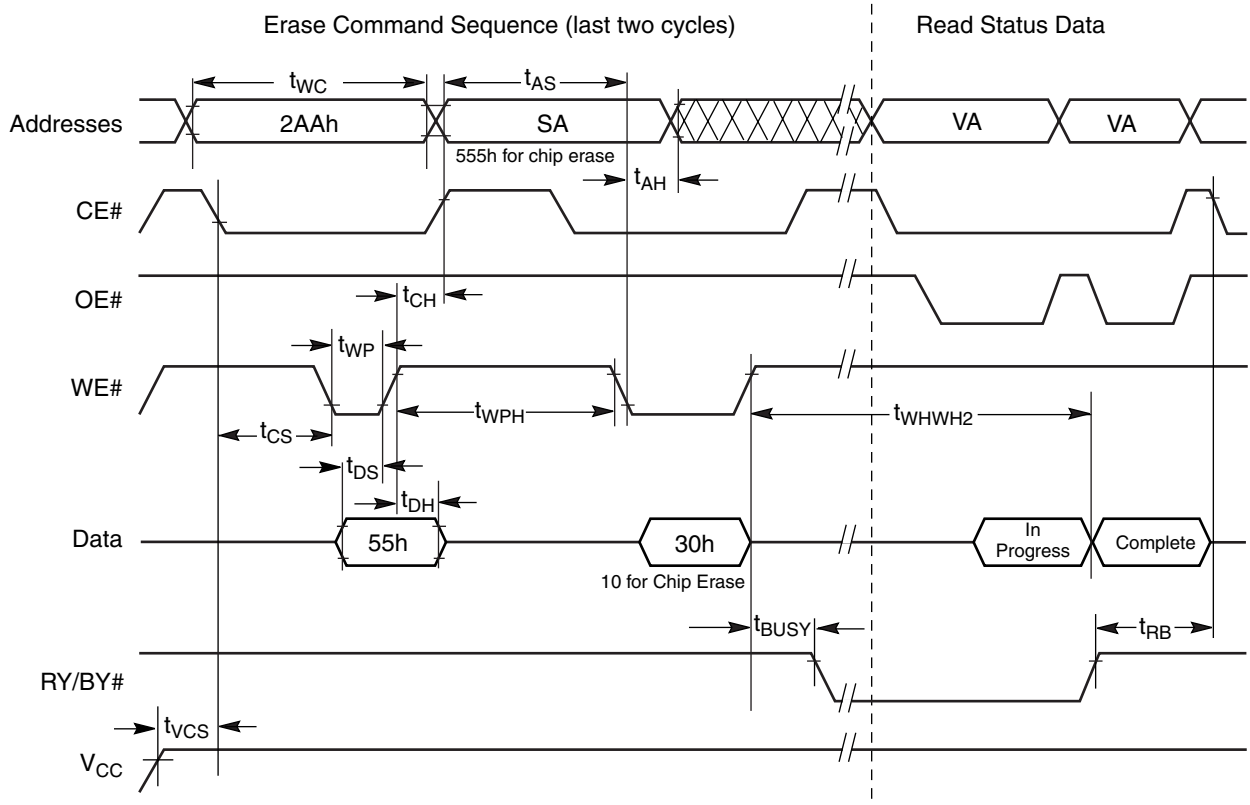 Erase Command Sequence (last two cycles)
Read Status Data
tWC
tAS
Addresses
2AAh
SA
VA
VA
555h for chip erase
tAH
CE#
OE#
tCH
tWP
WE#
tWPH
tWHWH2
tCS
tDS
tDH
Data
55h
30h
In
Progress
Complete
10 for Chip Erase
tBUSY
tRB
RY/BY#
tVCS
VCC